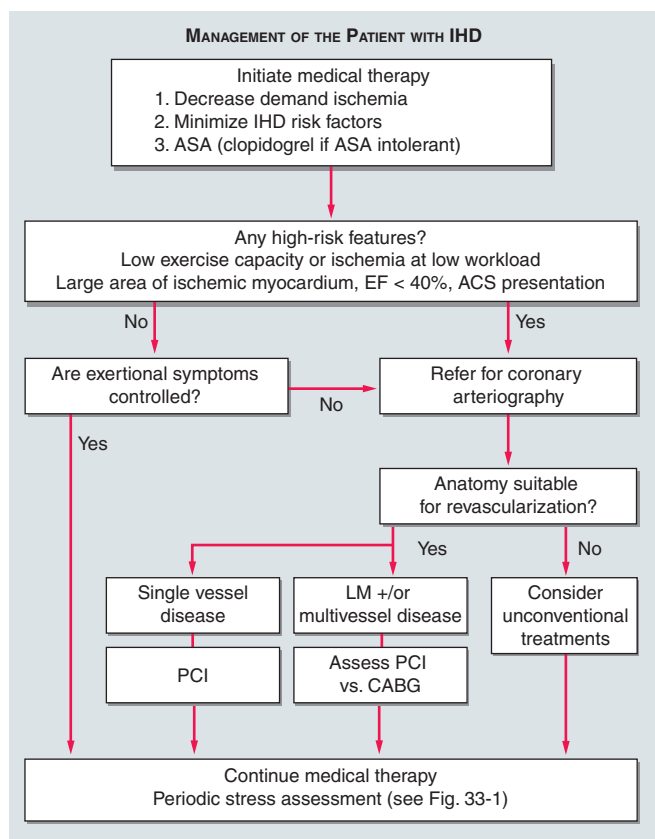 MANAGEMENT OF THE PATIENT WITH IHD
Initiate medical therapy
1. Decrease demand ischemia
2. Minimize IHD risk factors
3. ASA (clopidogrel if ASA intolerant)
Any high-risk features?
Low exercise capacity or ischemia at low workload
Large area of ischemic myocardium, EF < 40%, ACS presentation
No
Yes
Are exertional symptoms
controlled?
No
Refer for coronary
arteriography
Yes
Anatomy suitable
for revascularization?
Yes
No
Single vessel
disease
LM +/or
multivessel disease
Consider
unconventional
treatments
PCI
Assess PCI
vs. CABG
Continue medical therapy
Periodic stress assessment (see Fig. 33-1)